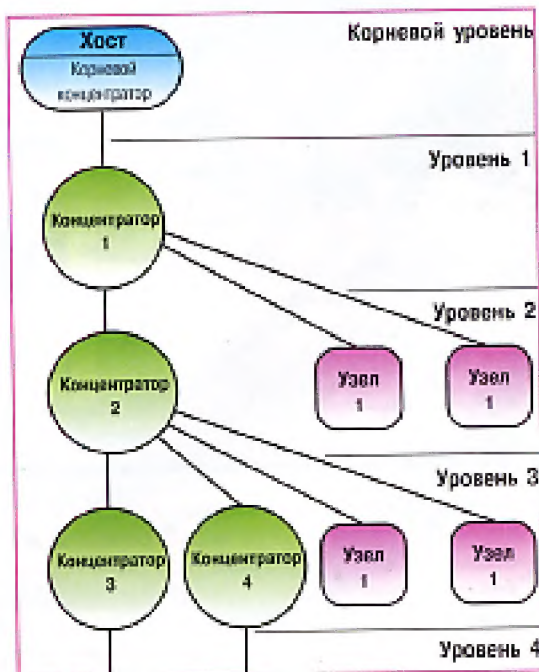 Хост
Корневой
концентратор
Корневой уровень
Уровень 1
Концентратор
1
Уровень 2
Концентратор
2
Узел
1
Узел
1
Уровень 3
Концентратор
3
Концентратор
4
Узел
1
Узел
1
Уровень 4